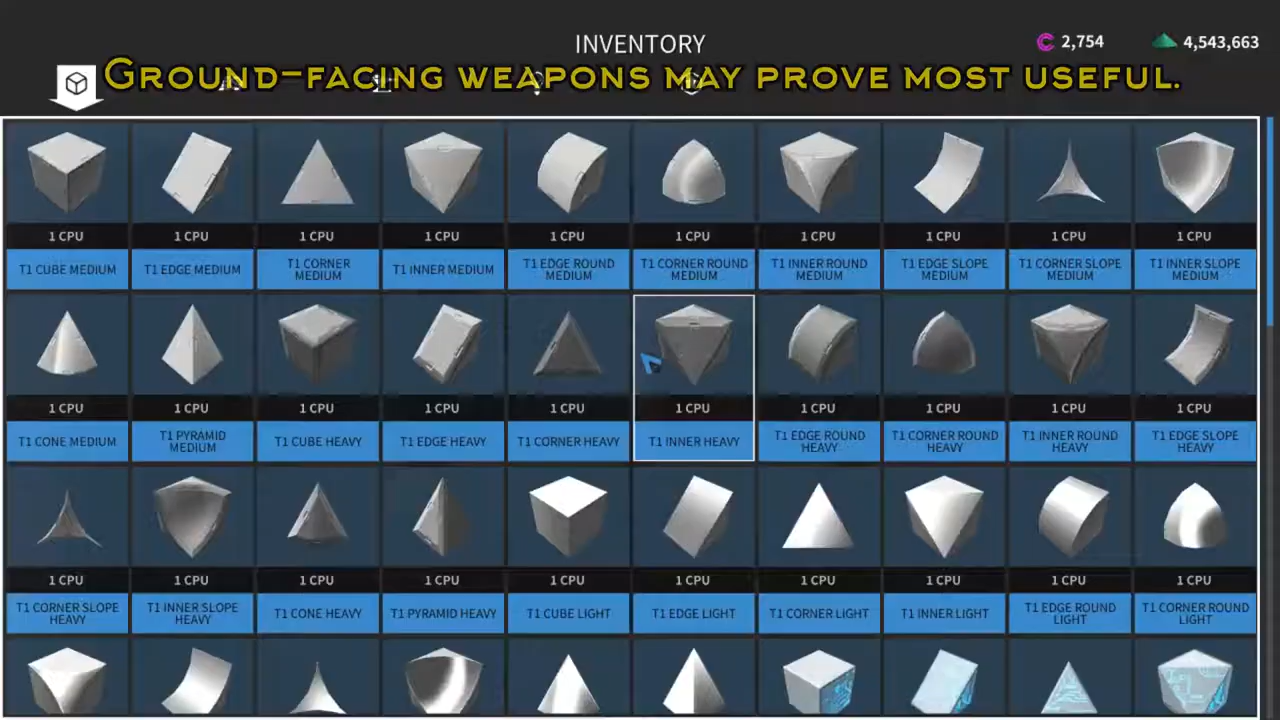 INVENTORY
2,754
4,543,663
GROUND-FACING WEAPONS MAY PROVE MOST USEFUL.
1 CPU 1 CPU 1 CPU 1 CPU 1 CPU 1 CPU 1 CPU 1 CPU 1 CPU 1 CPU
T1 CUBE MEDIUM
T1 EDGE MEDIUM
T1 CORNER
MEDIUM
T1 INNER MEDIUM
T1 EDGE ROUND
MEDIUM
T1 CORNER ROUND
MEDIUM
T1 INNER ROUND
MEDIUM
T1 EDGE SLOPE
MEDIUM
T1 CORNER SLOPE
MEDIUM
T1 INNER SLOPE
MEDIUM
1 CPU 1 CPU 1 CPU 1 CPU 1 CPU 1 CPU 1 CPU 1 CPU 1 CPU 1 CPU
T1 CONE MEDIUM
T1 PYRAMID
MEDIUM
T1 CUBE HEAVY
T1 EDGE HEAVY
T1 CORNER HEAVY
T1 INNER HEAVY
T1 EDGE ROUND
HEAVY
T1 CORNER ROUND
HEAVY
T1 INNER ROUND
HEAVY
T1 EDGE SLOPE
HEAVY
1 CPU 1 CPU 1 CPU 1 CPU 1 CPU 1 CPU 1 CPU 1 CPU 1 CPU 1 CPU
T1 CORNER SLOPE
HEAVY
T1 INNER SLOPE
HEAVY
T1 CONE HEAVY
T1 PYRAMID HEAVY
T1 CUBE LIGHT
T1 EDGE LIGHT
T1 CORNER LIGHT
T1 INNER LIGHT
T1 EDGE ROUND
LIGHT
T1 CORNER ROUND
LIGHT